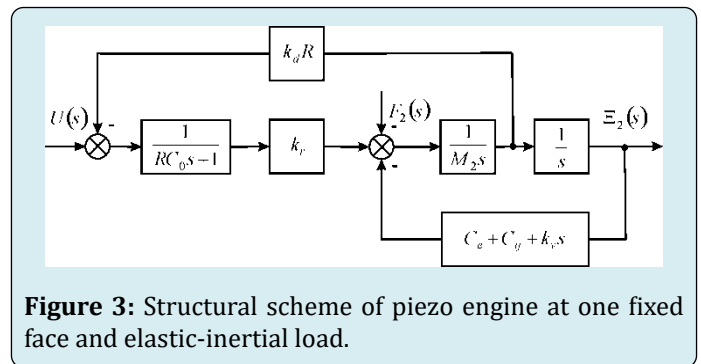 k_d R
U(s)
-
F_2(s)
-
Ξ_2(s)
1
RC_0 s-1
k_r
-
1
M_2 s
1
s
C_e + C_ij + k_v s
Figure 3: Structural scheme of piezo engine at one fixed
face and elastic-inertial load.